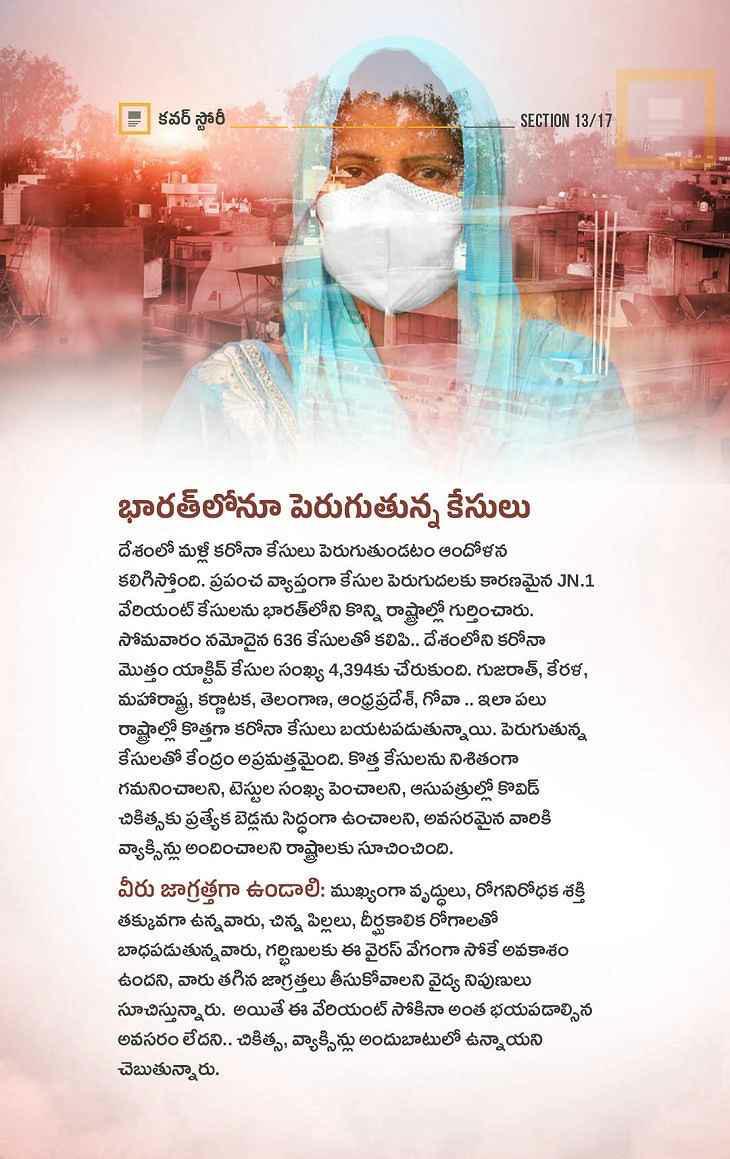 కవర్ స్టోరీ
SECTION 13/17
భారత్‌లోనూ పెరుగుతున్న కేసులు
దేశంలో మళ్లీ కరోనా కేసులు పెరుగుతుండటం ఆందోళన
కలిగిస్తోంది. ప్రపంచ వ్యాప్తంగా కేసుల పెరుగుదలకు కారణమైన JN.1
వేరియంట్ కేసులను భారత్‌లోని కొన్ని రాష్ట్రాల్లో గుర్తించారు.
సోమవారం నమోదైన 636 కేసులతో కలిపి.. దేశంలోని కరోనా
మొత్తం యాక్టివ్ కేసుల సంఖ్య 4,394కు చేరుకుంది. గుజరాత్, కేరళ,
మహారాష్ట్ర, కర్ణాటక, తెలంగాణ, ఆంధ్రప్రదేశ్, గోవా .. ఇలా పలు
రాష్ట్రాల్లో కొత్తగా కరోనా కేసులు బయటపడుతున్నాయి. పెరుగుతున్న
కేసులతో కేంద్రం అప్రమత్తమైంది. కొత్త కేసులను నిశితంగా
గమనించాలని, టెస్టుల సంఖ్య పెంచాలని, ఆసుపత్రుల్లో కొవిడ్
చికిత్సకు ప్రత్యేక బెడ్లను సిద్ధంగా ఉంచాలని, అవసరమైన వారికి
వ్యాక్సిన్లు అందించాలని రాష్ట్రాలకు సూచించింది.
వీరు జాగ్రత్తగా ఉండాలి: ముఖ్యంగా వృద్ధులు, రోగనిరోధక శక్తి
తక్కువగా ఉన్నవారు, చిన్న పిల్లలు, దీర్ఘకాలిక రోగాలతో
బాధపడుతున్నవారు, గర్భిణులకు ఈ వైరస్ వేగంగా సోకే అవకాశం
ఉందని, వారు తగిన జాగ్రత్తలు తీసుకోవాలని వైద్య నిపుణులు
సూచిస్తున్నారు. అయితే ఈ వేరియంట్ సోకినా అంత భయపడాల్సిన
అవసరం లేదని.. చికిత్స, వ్యాక్సిన్లు అందుబాటులో ఉన్నాయని
చెబుతున్నారు.